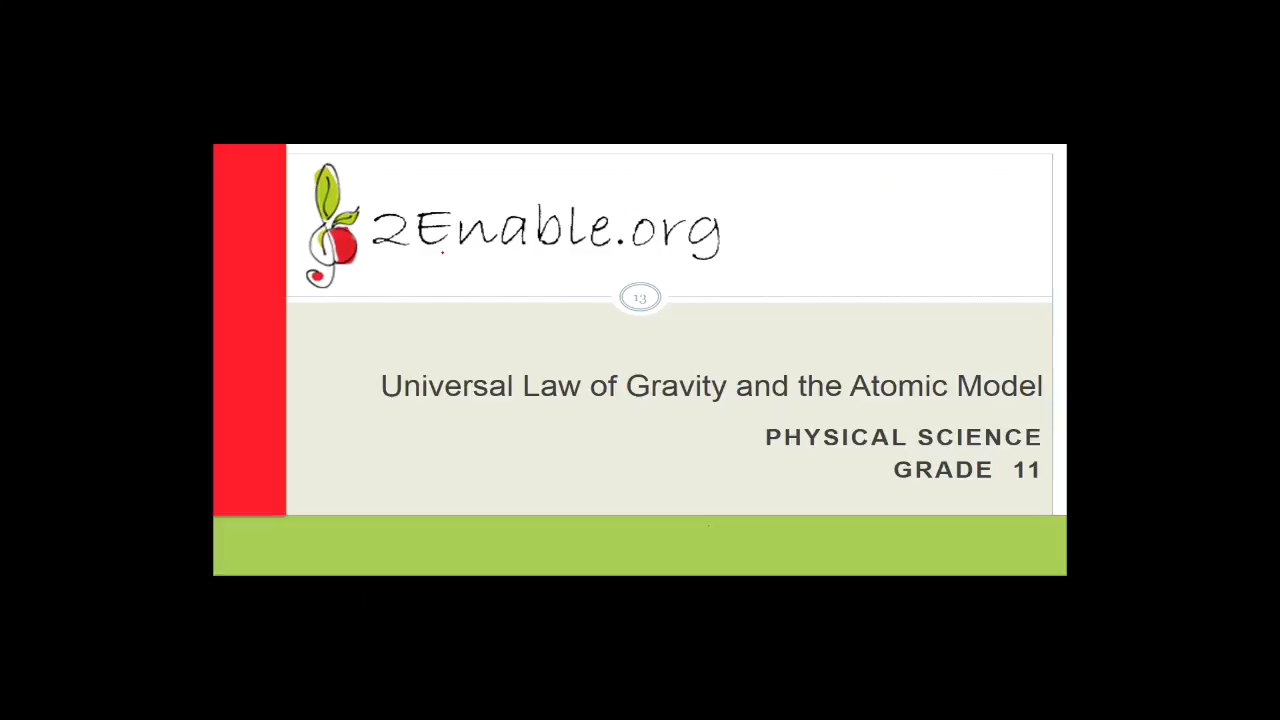 2Enable.org
13
Universal Law of Gravity and the Atomic Model
PHYSICAL SCIENCE
GRADE 11